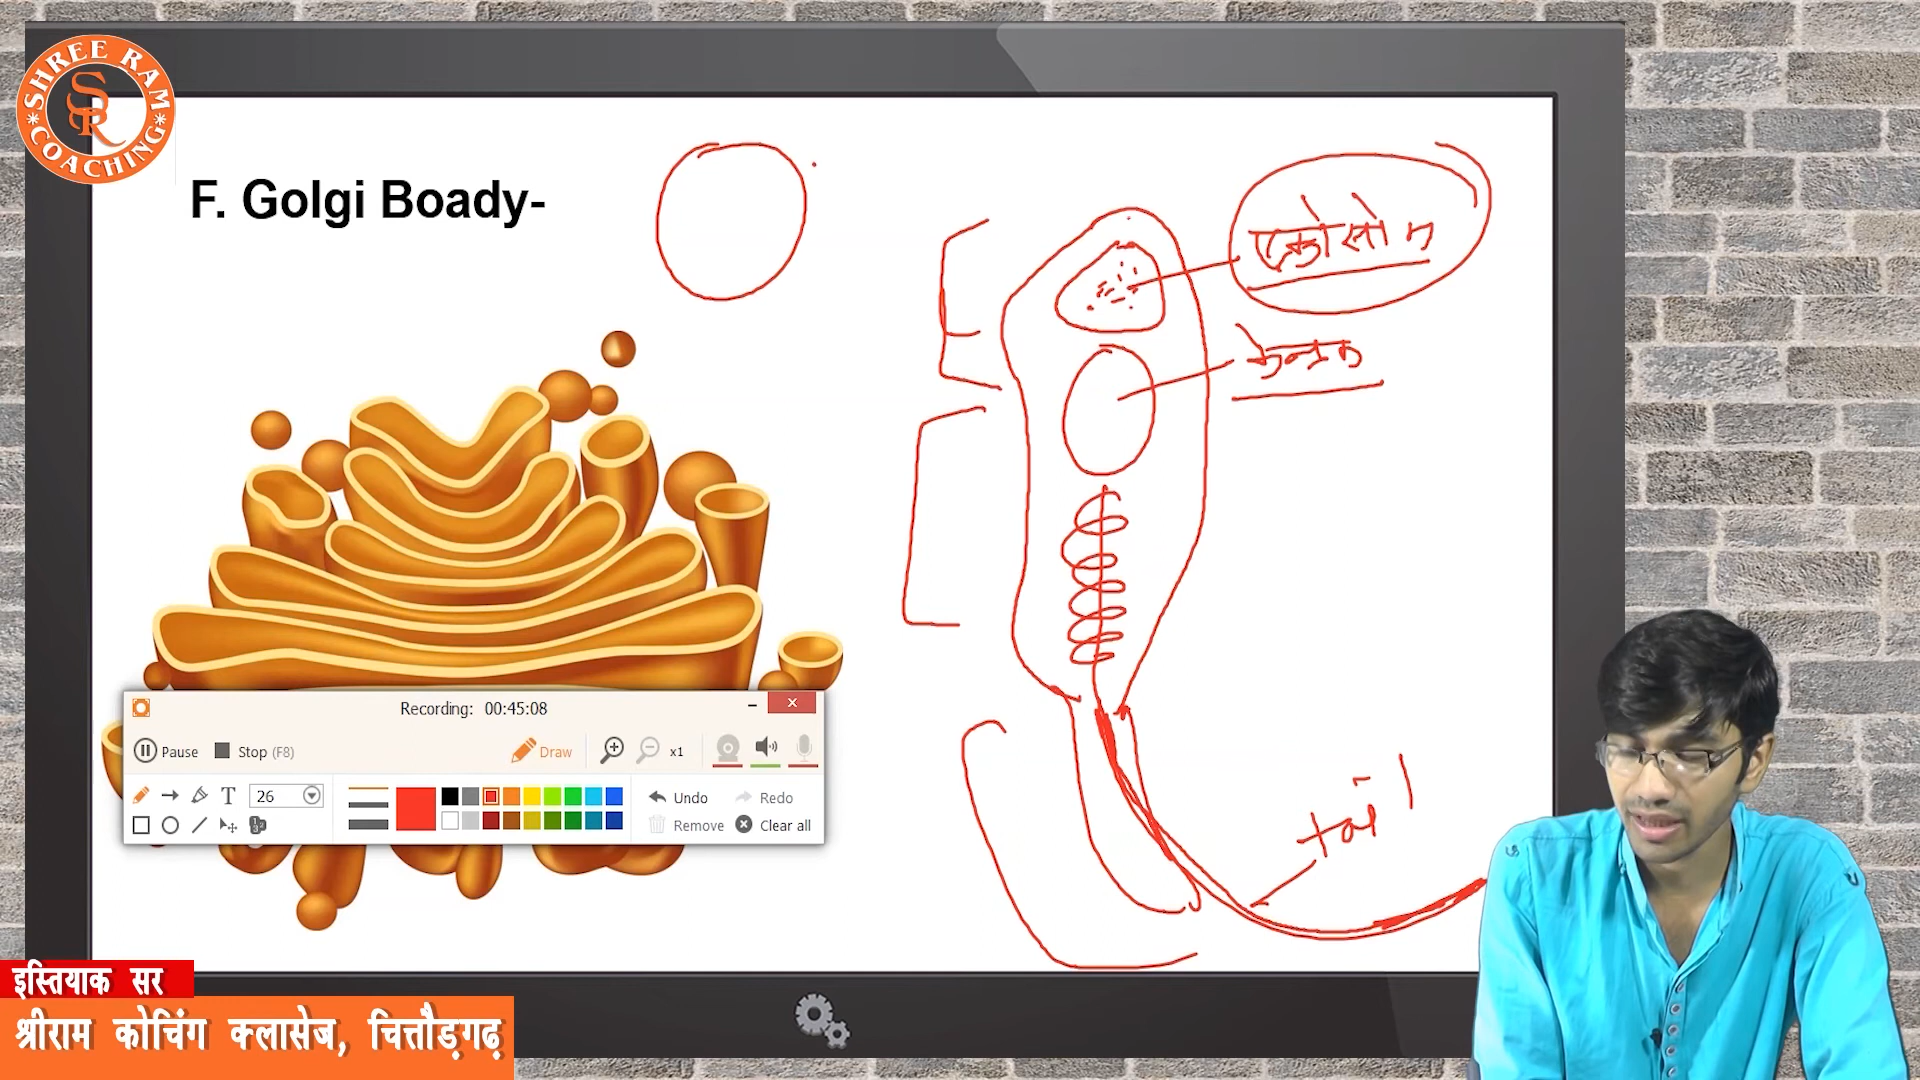 SHREE RAM
SR
COACHING
F. Golgi Boady-
एक्रोसोम
केन्द्रक
tail
Recording: 00:45:08
Pause
Stop (F8)
Draw
x1
T
26
Undo
Redo
Remove
Clear all
इस्तियाक सर
श्रीराम कोचिंग क्लासेज, चित्तौड़गढ़